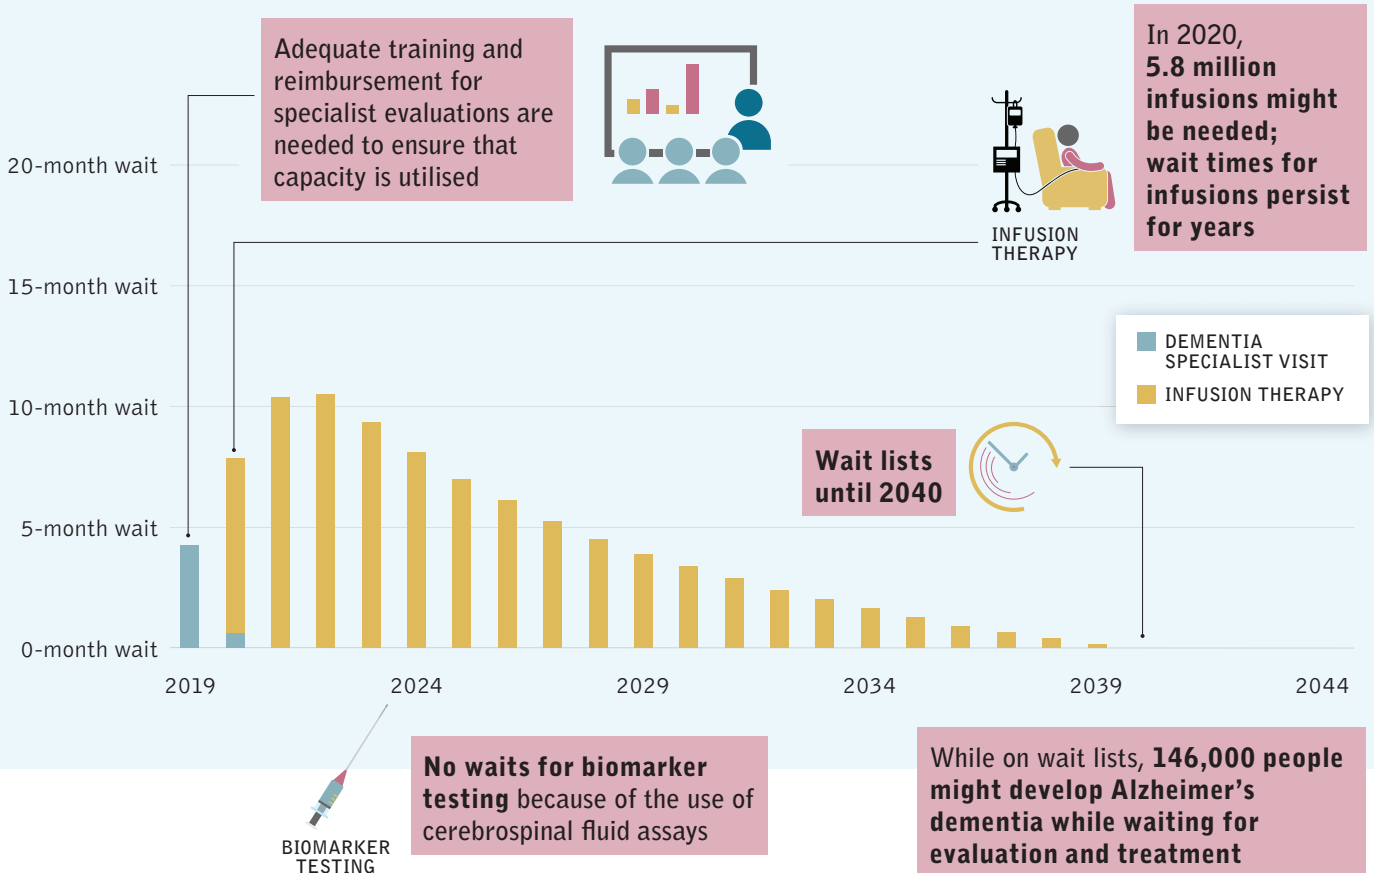 Adequate training and
reimbursement for
specialist evaluations are
needed to ensure that
capacity is utilised
In 2020,
5.8 million
infusions might
be needed;
wait times for
infusions persist
for years
INFUSION
THERAPY
20-month wait
15-month wait
10-month wait
5-month wait
0-month wait
DEMENTIA
SPECIALIST VISIT
INFUSION THERAPY
Wait lists
until 2040
2019
2024
2029
2034
2039
2044
BIOMARKER
TESTING
No waits for biomarker
testing because of the use of
cerebrospinal fluid assays
While on wait lists, 146,000 people
might develop Alzheimer's
dementia while waiting for
evaluation and treatment